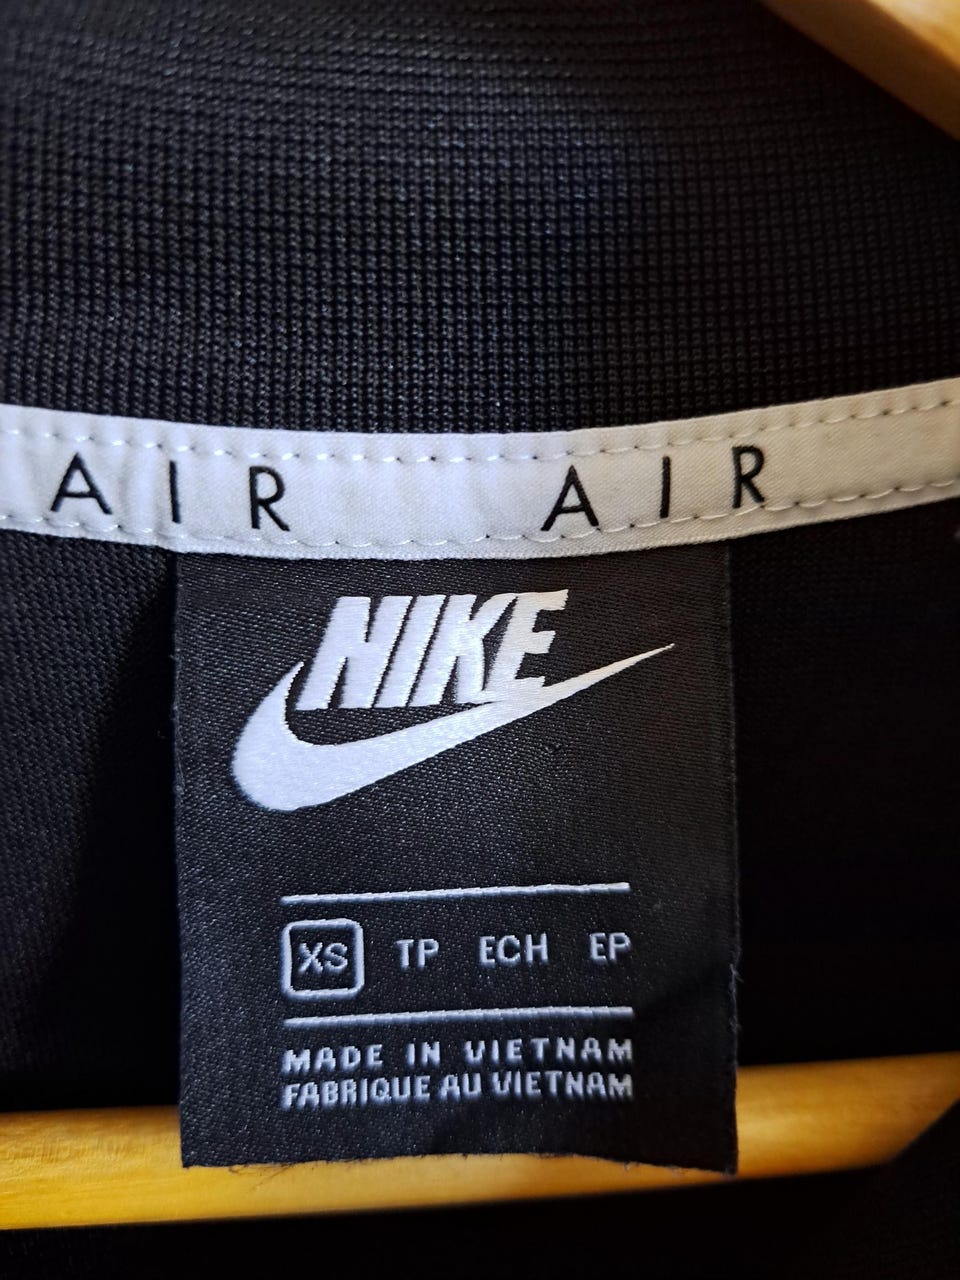 AIR AIR
NIKE
XS TP ECH EP
MADE IN VIETNAM
FABRIQUE AU VIETNAM